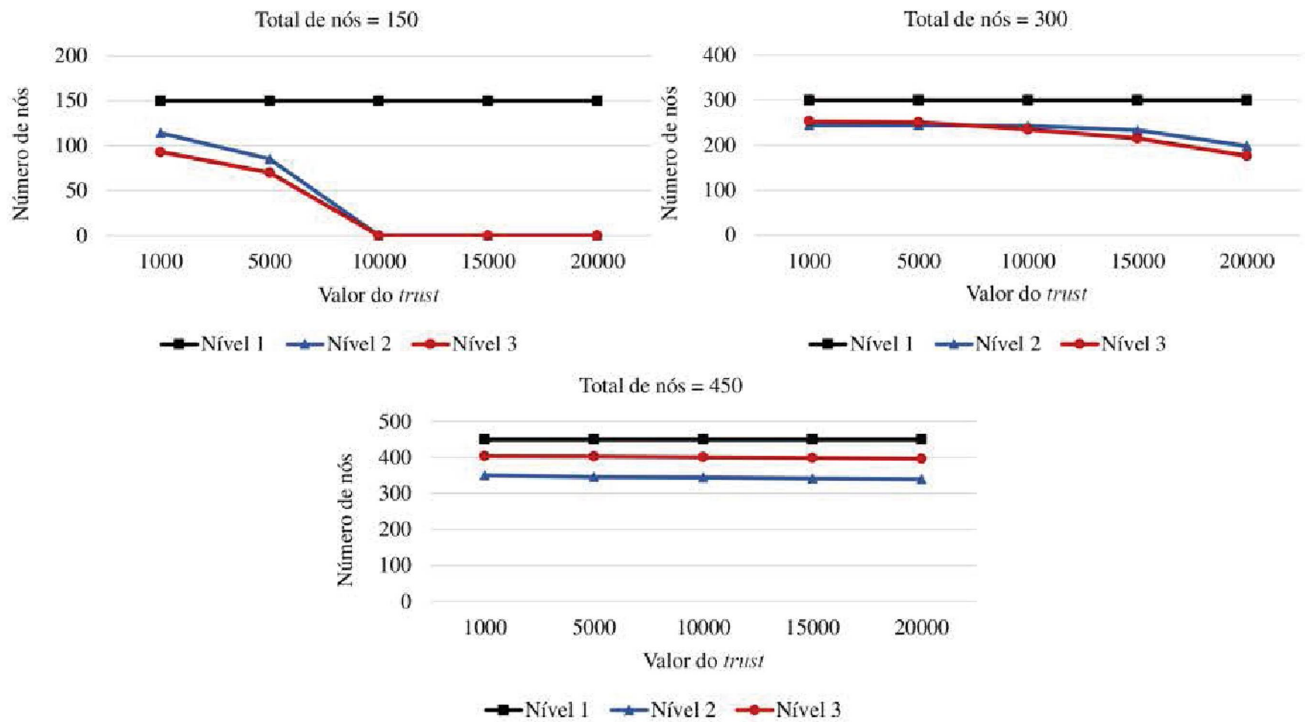 Total de nós = 150
Número de nós
200
150
100
50
0
1000 5000 10000 15000 20000
Valor do trust
Nível 1 Nível 2 Nível 3
Total de nós = 300
Número de nós
400
300
200
100
0
1000 5000 10000 15000 20000
Valor do trust
Nível 1 Nível 2 Nível 3
Total de nós = 450
Número de nós
500
400
300
200
100
0
1000 5000 10000 15000 20000
Valor do trust
Nível 1 Nível 2 Nível 3